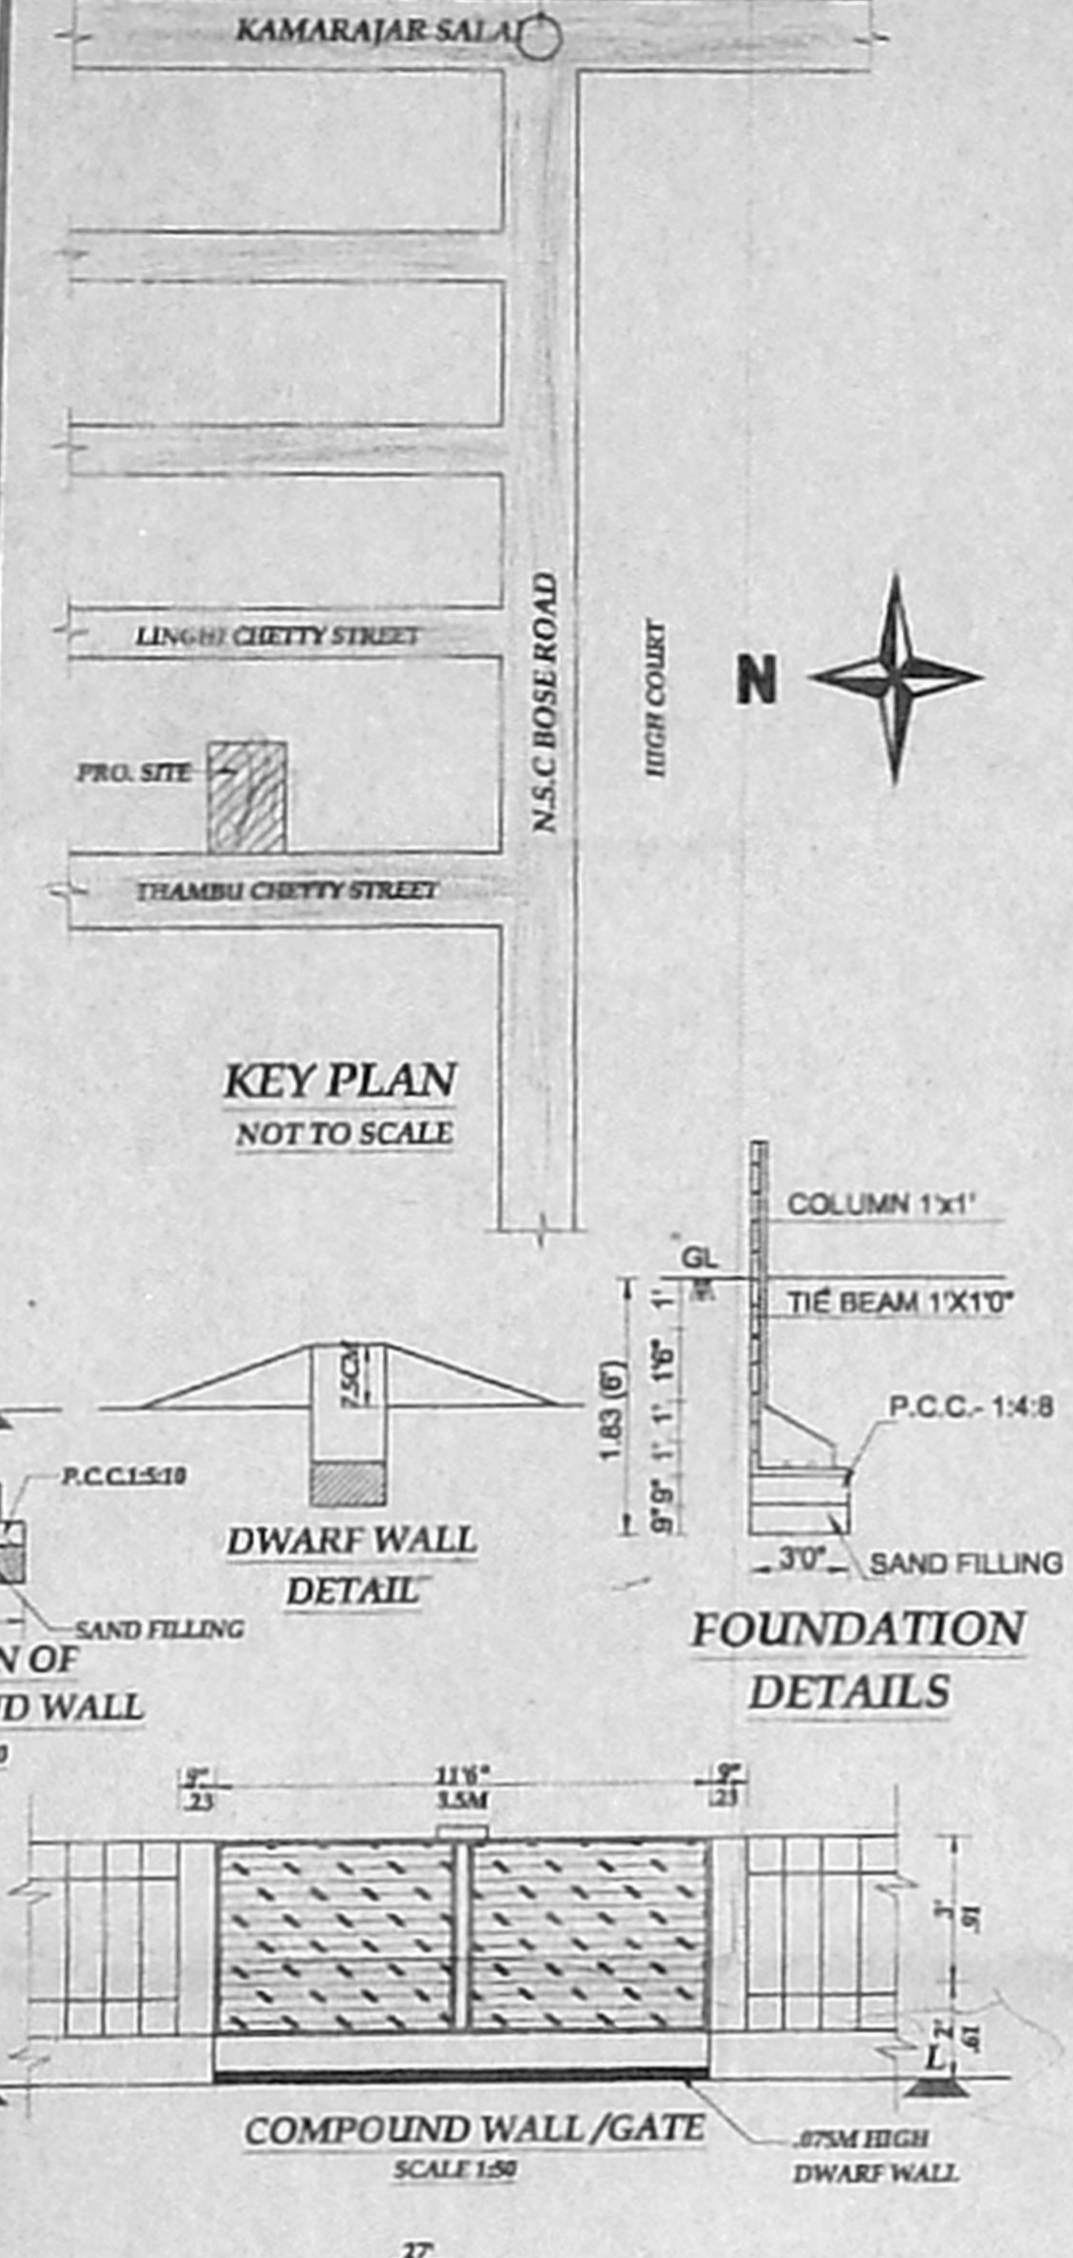 KAMARAJAR SALAI
LINGHI CHETTY STREET
N.S.C BOSE ROAD
HIGH COURT
N
PRO. SITE
THAMBU CHETTY STREET
KEY PLAN
NOT TO SCALE
COLUMN 1'x1'
GL
TIE BEAM 1'X1'0"
1'
1'6"
1'
1'
9"
9"
1.83 (6')
P.C.C.- 1:4:8
3'0"
SAND FILLING
FOUNDATION
DETAILS
7.5CM
DWARF WALL
DETAIL
P.C.C.1:5:10
SAND FILLING
N OF
D WALL
0
9"
.23
11'6"
3.5M
9"
.23
3'
.91
2'
.61
L
COMPOUND WALL /GATE
SCALE 1:50
.075M HIGH
DWARF WALL
27'